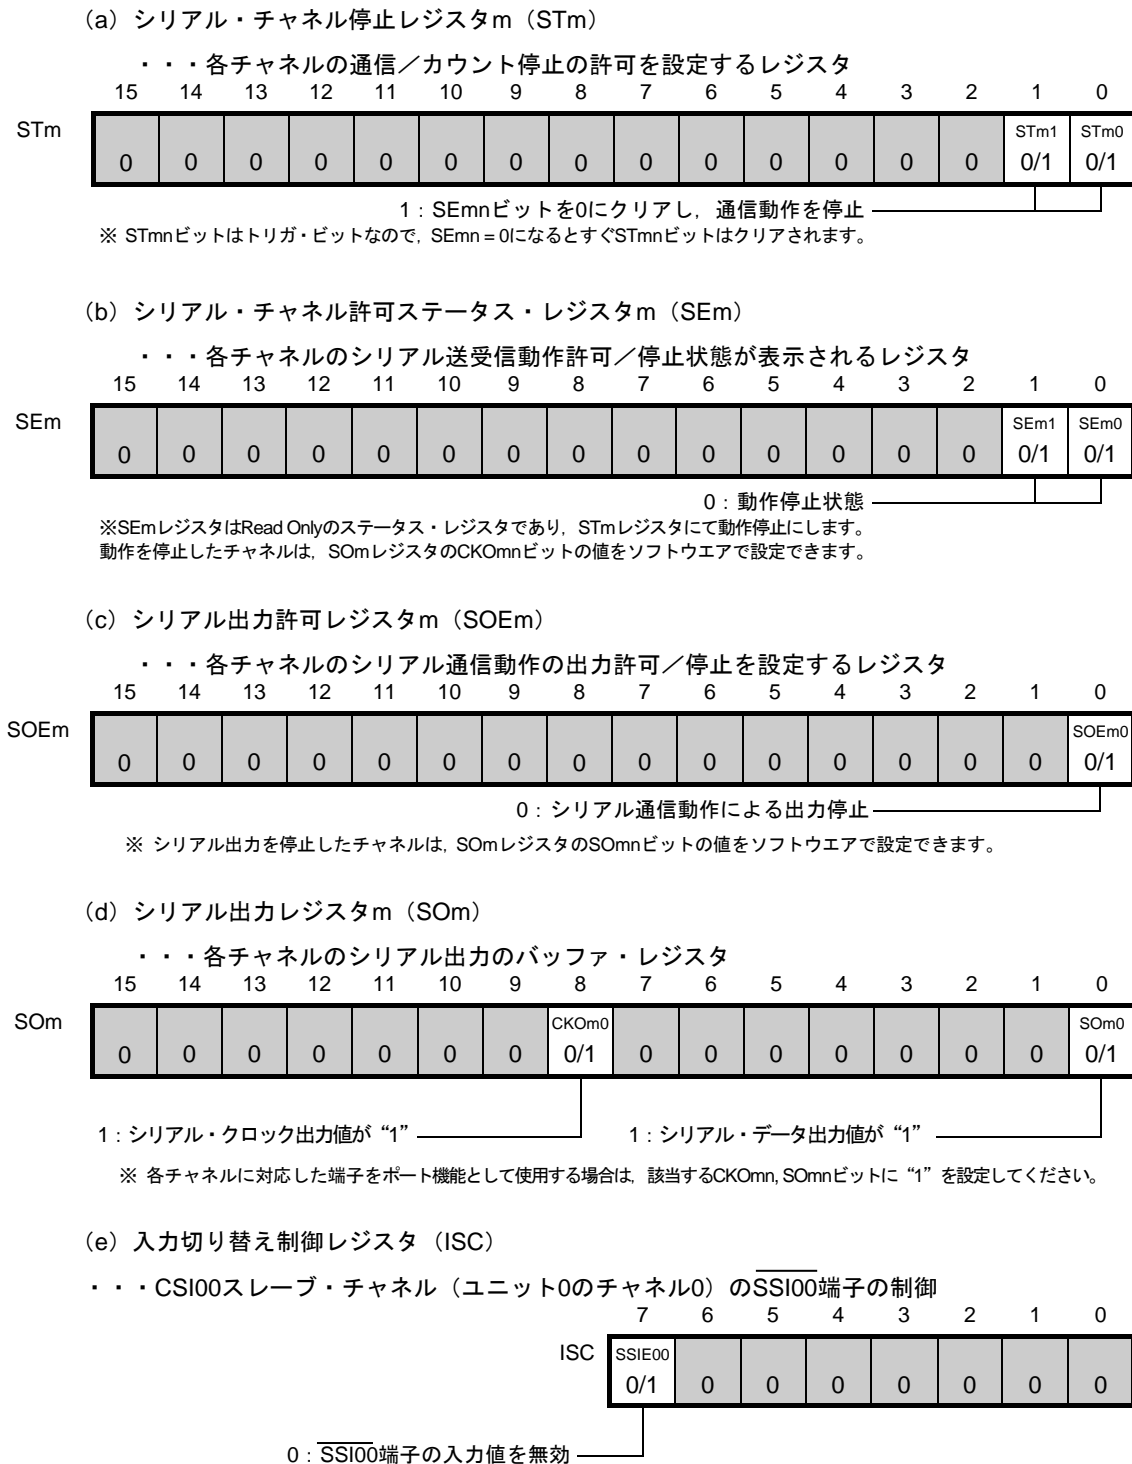 （a）シリアル・チャネル停止レジスタm（STm）
・・・各チャネルの通信／カウント停止の許可を設定するレジスタ
15 14 13 12 11 10 9 8 7 6 5 4 3 2 1 0
STm
STm1 STm0
0 0 0 0 0 0 0 0 0 0 0 0 0 0 0/1 0/1
1：SEmnビットを0にクリアし，通信動作を停止
※ STmnビットはトリガ・ビットなので，SEmn = 0になるとすぐSTmnビットはクリアされます。
（b）シリアル・チャネル許可ステータス・レジスタm（SEm）
・・・各チャネルのシリアル送受信動作許可／停止状態が表示されるレジスタ
15 14 13 12 11 10 9 8 7 6 5 4 3 2 1 0
SEm
SEm1 SEm0
0 0 0 0 0 0 0 0 0 0 0 0 0 0 0/1 0/1
0：動作停止状態
※SEmレジスタはRead Onlyのステータス・レジスタであり，STmレジスタにて動作停止にします。
動作を停止したチャネルは，SOmレジスタのCKOmnビットの値をソフトウエアで設定できます。
（c）シリアル出力許可レジスタm（SOEm）
・・・各チャネルのシリアル通信動作の出力許可／停止を設定するレジスタ
15 14 13 12 11 10 9 8 7 6 5 4 3 2 1 0
SOEm
SOEm0
0 0 0 0 0 0 0 0 0 0 0 0 0 0 0 0/1
0：シリアル通信動作による出力停止
※ シリアル出力を停止したチャネルは，SOmレジスタのSOmnビットの値をソフトウエアで設定できます。
（d）シリアル出力レジスタm（SOm）
・・・各チャネルのシリアル出力のバッファ・レジスタ
15 14 13 12 11 10 9 8 7 6 5 4 3 2 1 0
SOm
CKOm0 SOm0
0 0 0 0 0 0 0 0/1 0 0 0 0 0 0 0 0/1
1：シリアル・クロック出力値が“1” 1：シリアル・データ出力値が“1”
※ 各チャネルに対応した端子をポート機能として使用する場合は，該当するCKOmn, SOmnビットに“1”を設定してください。
（e）入力切り替え制御レジスタ（ISC）
・・・CSI00スレーブ・チャネル（ユニット0のチャネル0）のSSI00端子の制御
7 6 5 4 3 2 1 0
ISC
SSIE00
0/1 0 0 0 0 0 0 0
0：SSI00端子の入力値を無効